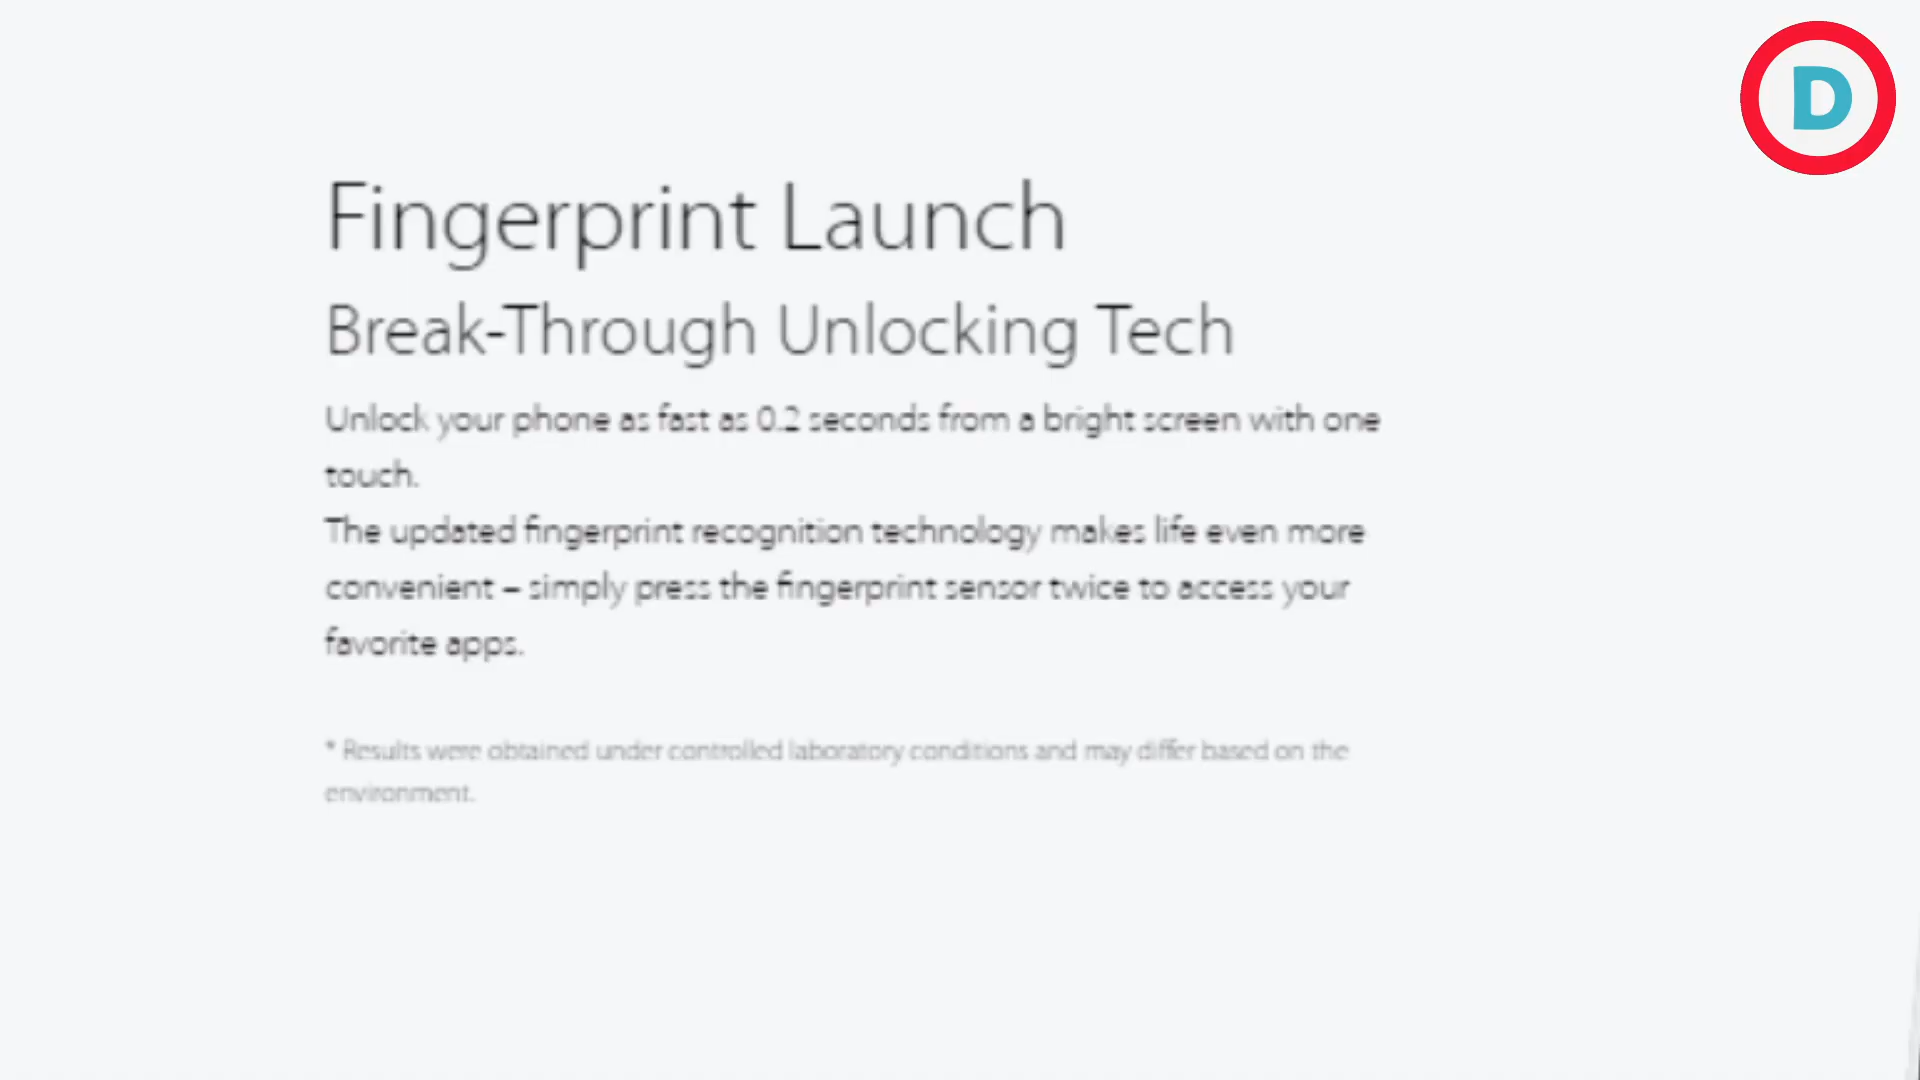 D
Fingerprint Launch
Break-Through Unlocking Tech
Unlock your phone as fast as 0.2 seconds from a bright screen with one
touch.
The updated fingerprint recognition technology makes life even more
convenient – simply press the fingerprint sensor twice to access your
favorite apps.
* Results were obtained under controlled laboratory conditions and may differ based on the
environment.